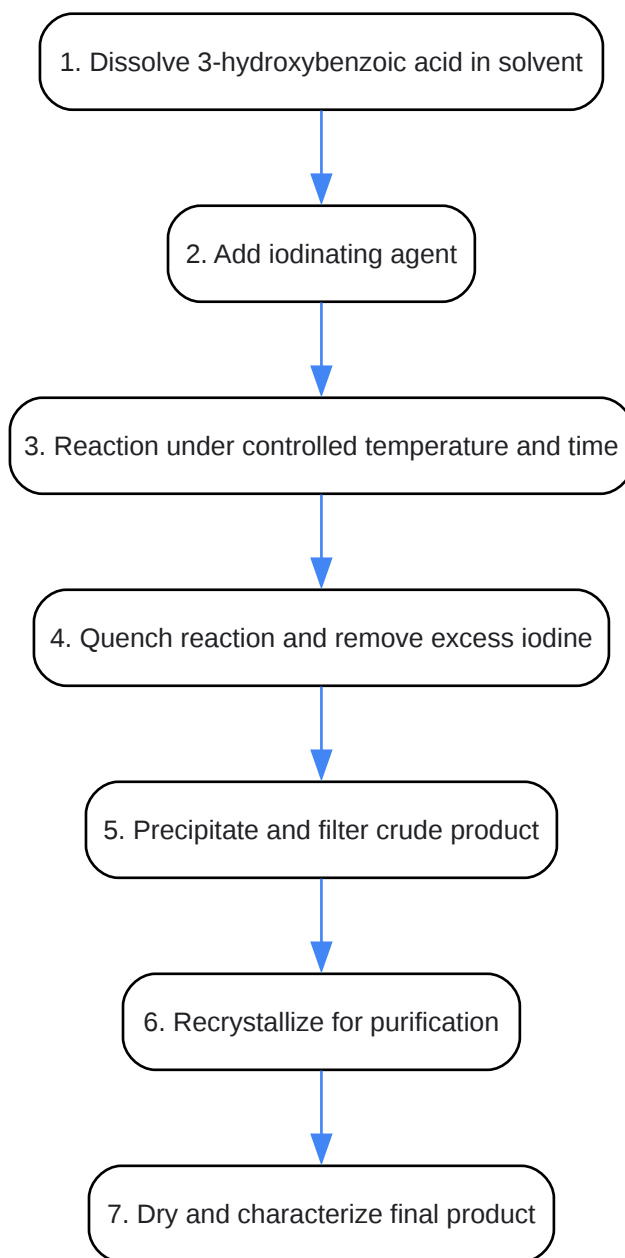 1. Dissolve 3-hydroxybenzoic acid in solvent
2. Add iodinating agent
3. Reaction under controlled temperature and time
4. Quench reaction and remove excess iodine
5. Precipitate and filter crude product
6. Recrystallize for purification
7. Dry and characterize final product